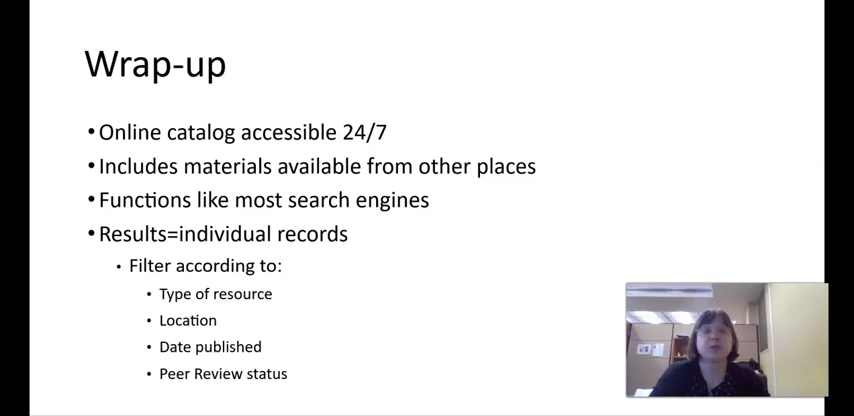 Wrap-up
•Online catalog accessible 24/7
•Includes materials available from other places
•Functions like most search engines
•Results=individual records
• Filter according to:
• Type of resource
• Location
• Date published
• Peer Review status